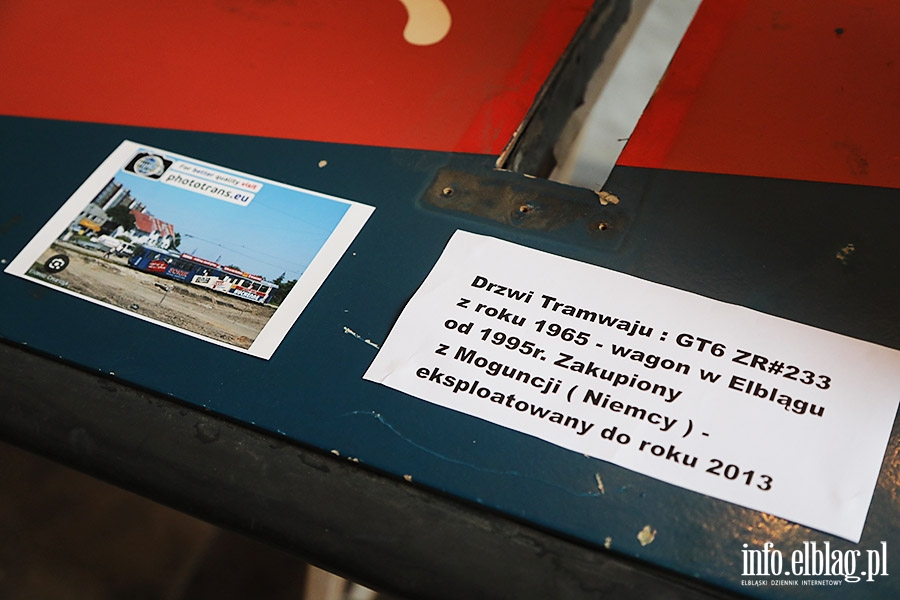 For better quality visit
phototrans.eu
Drzwi Tramwaju : GT6 ZR#233
z roku 1965 - wagon w Elblągu
od 1995r. Zakupiony
z Moguncji ( Niemcy ) -
eksploatowany do roku 2013
info.elblag.pl
ELBLĄSKI DZIENNIK INTERNETOWY